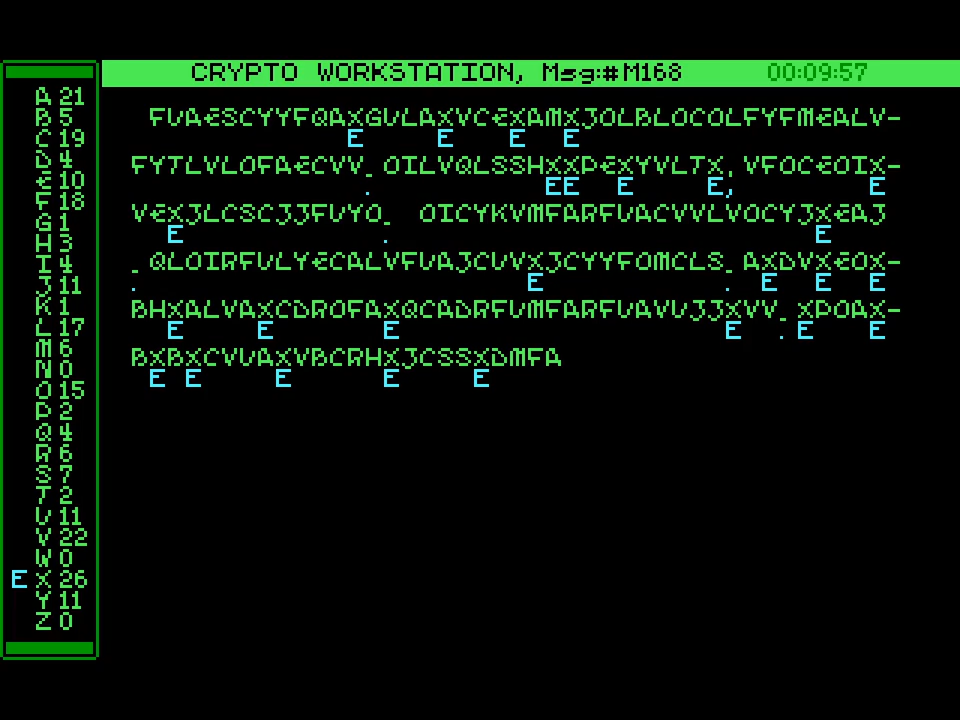 CRYPTO WORKSTATION, Msg:#M168 00:09:57
A 21
B 5
C 19
D 4
E 10
F 18
G 1
H 3
I 4
J 11
K 1
L 17
M 6
N 0
O 15
P 2
Q 4
R 6
S 7
T 2
U 11
V 22
W 0
E X 26
Y 11
Z 0
FUAESCYYFQAXGULAXVCEXAMXJOLBLOCOLFYFMEALV-
E E E E
FYTLVLOFAECVV. OILVQLSSHXXPEXYVLTX, VFOCEOIX-
. EE E E, E
VEXJLCSCJJFUYO. OICYKVMFARFUACVVLVOCYJXEAJ
E . E
. QLOIRFULYECALVFUAJCUVXJCYYFOMCLS. AXDVXEOX-
. E . E E E
BHXALVAXCDROFAXQCADRFUMFARFUAVUJJXVV. XPOAX-
E E E E . E E
BXBXCVUAXVBCRHXJCSSXDMFA
E E E E E